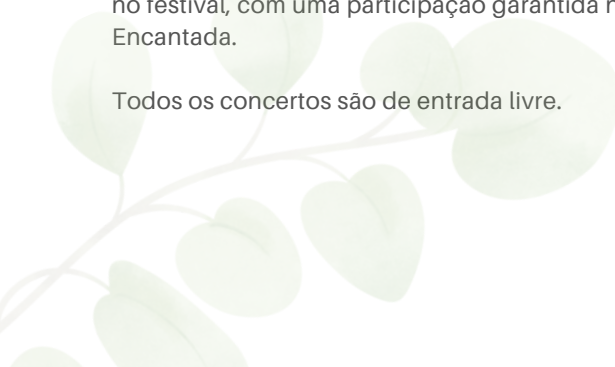 no festival, com uma participação garantida
Encantada.
Todos os concertos são de entrada livre.